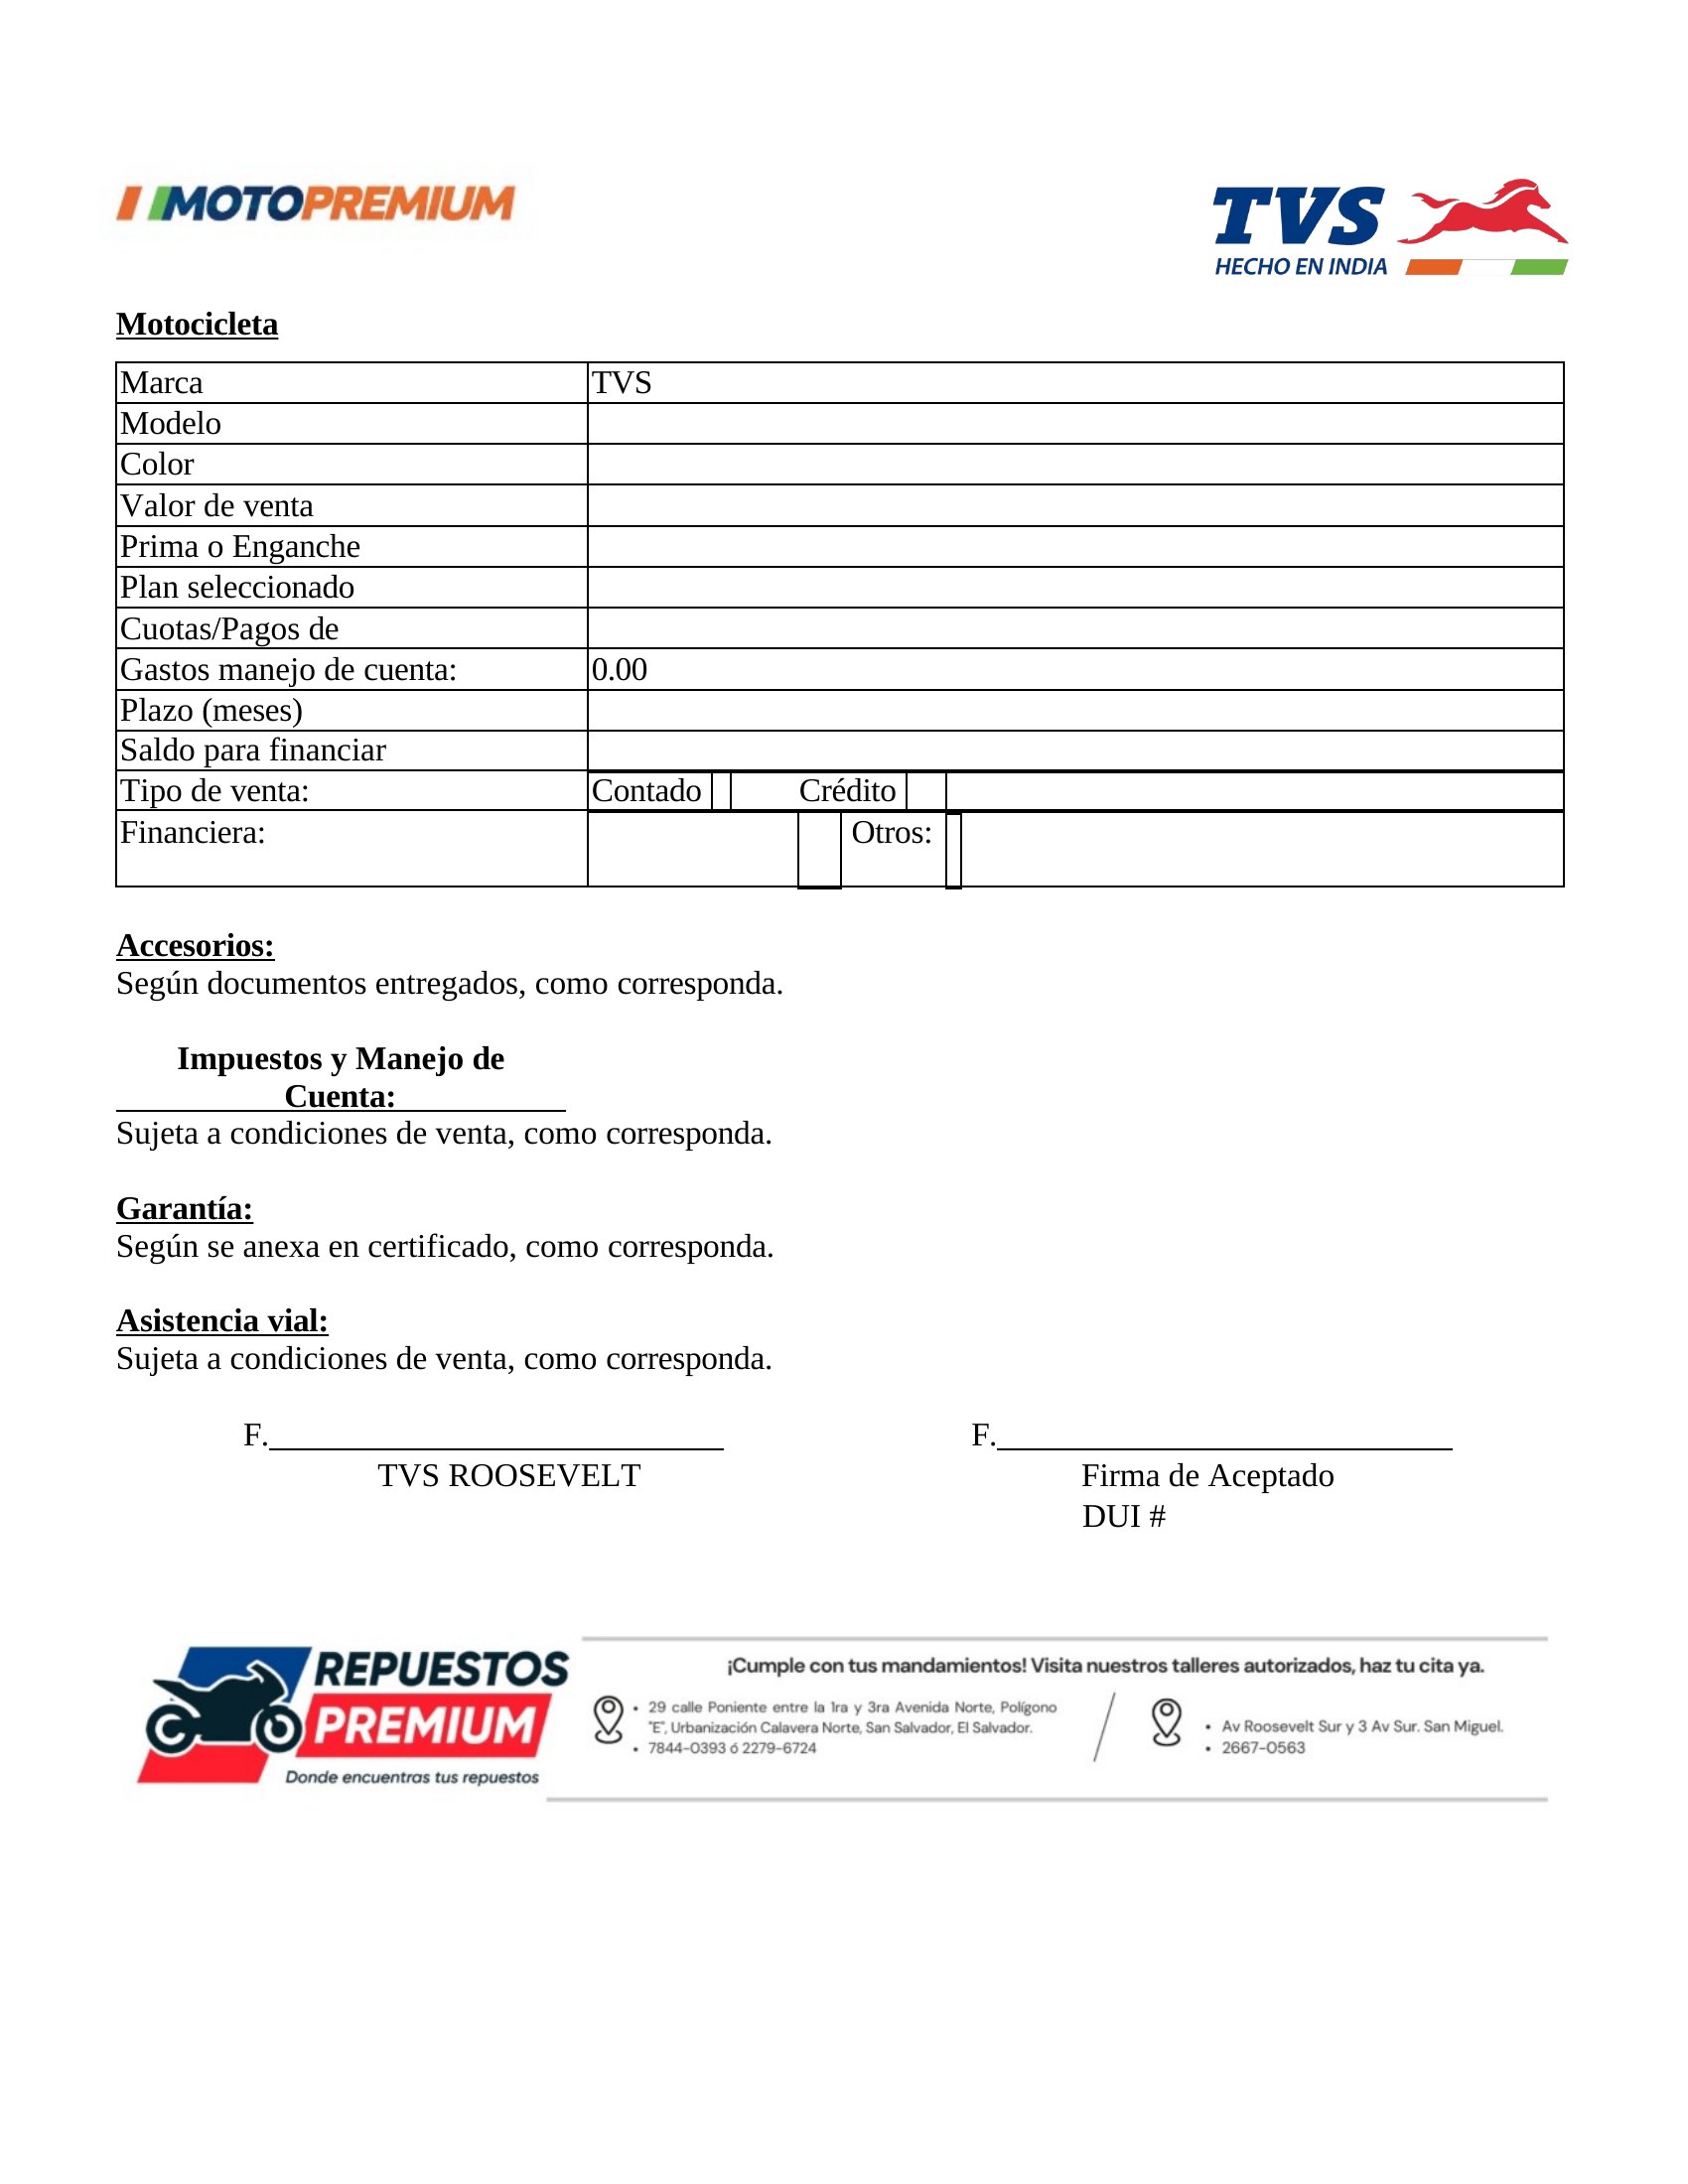 MOTOPREMIUM
TVS
HECHO EN INDIA
Motocicleta
Marca TVS
Modelo
Color
Valor de venta
Prima o Enganche
Plan seleccionado
Cuotas/Pagos de
Gastos manejo de cuenta: 0.00
Plazo (meses)
Saldo para financiar
Tipo de venta: Contado Crédito
Financiera: Otros:
Accesorios:
Según documentos entregados, como corresponda.
Impuestos y Manejo de
Cuenta:
Sujeta a condiciones de venta, como corresponda.
Garantía:
Según se anexa en certificado, como corresponda.
Asistencia vial:
Sujeta a condiciones de venta, como corresponda.
F.____________________ F.____________________
TVS ROOSEVELT Firma de Aceptado
DUI #
REPUESTOS
PREMIUM
Donde encuentras tus repuestos
¡Cumple con tus mandamientos! Visita nuestros talleres autorizados, haz tu cita ya.
• 29 calle Poniente entre la 1ra y 3ra Avenida Norte, Polígono
"E", Urbanización Calavera Norte, San Salvador, El Salvador.
• 7844-0393 ó 2279-6724
• Av Roosevelt Sur y 3 Av Sur. San Miguel.
• 2667-0563